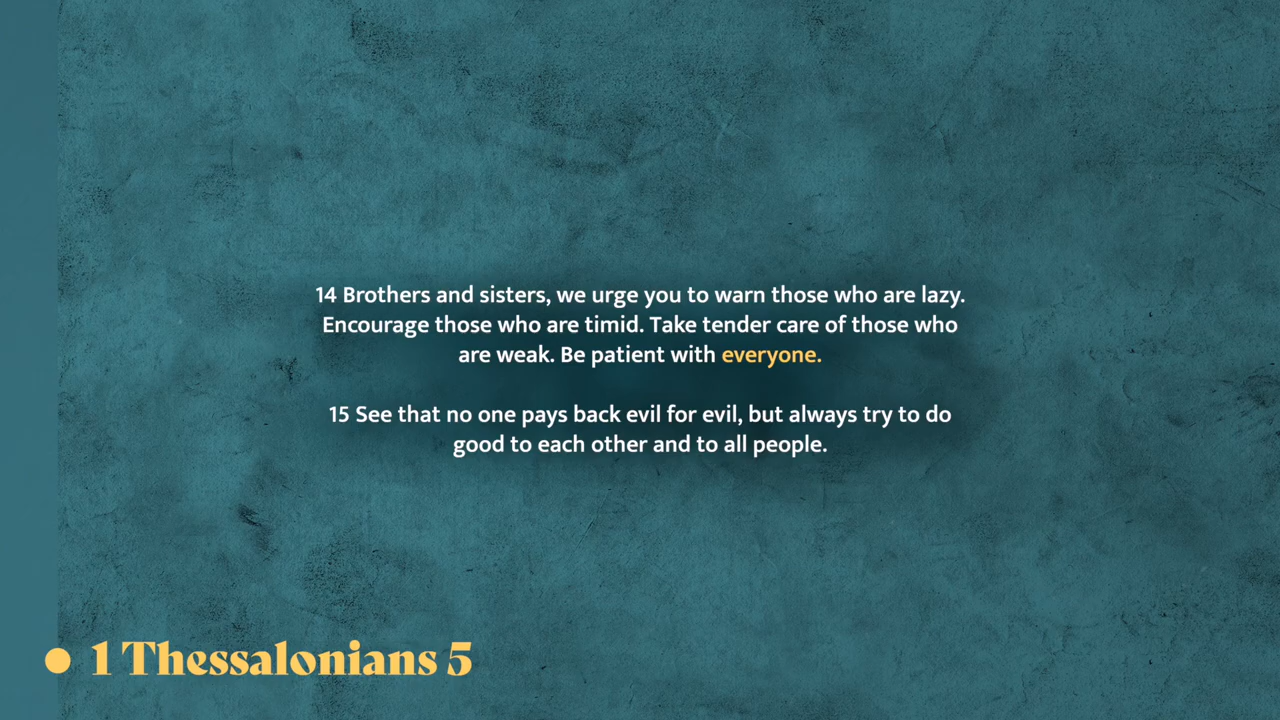 14 Brothers and sisters, we urge you to warn those who are lazy.
Encourage those who are timid. Take tender care of those who
are weak. Be patient with everyone.
15 See that no one pays back evil for evil, but always try to do
good to each other and to all people.
1 Thessalonians 5